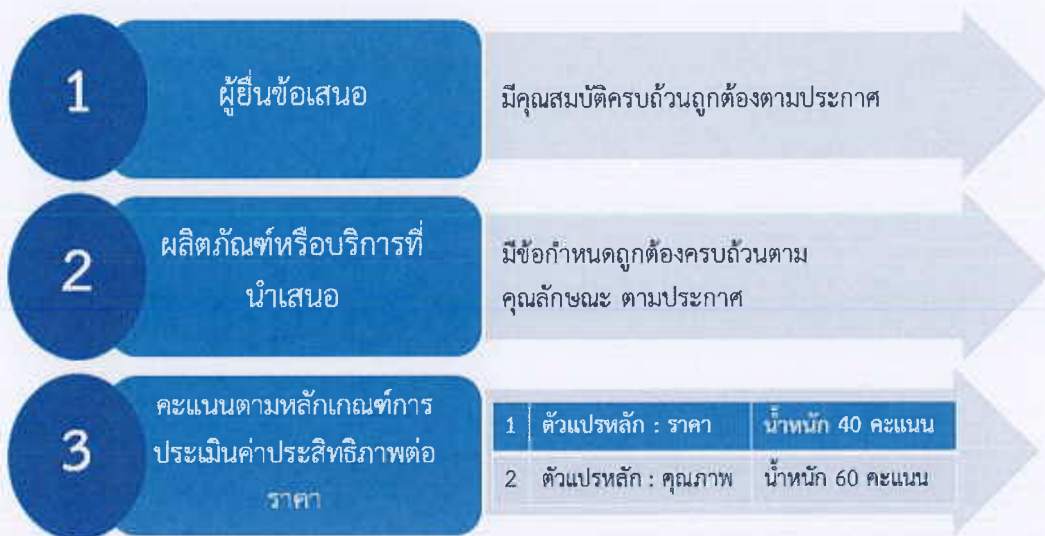 1
ผู้ยื่นข้อเสนอ
มีคุณสมบัติครบถ้วนถูกต้องตามประกาศ
2
ผลิตภัณฑ์หรือบริการที่
นำเสนอ
มีข้อกำหนดถูกต้องครบถ้วนตาม
คุณลักษณะ ตามประกาศ
3
คะแนนตามหลักเกณฑ์การ
ประเมินค่าประสิทธิภาพต่อ
ราคา
1 ตัวแปรหลัก : ราคา น้ำหนัก 40 คะแนน
2 ตัวแปรหลัก : คุณภาพ น้ำหนัก 60 คะแนน